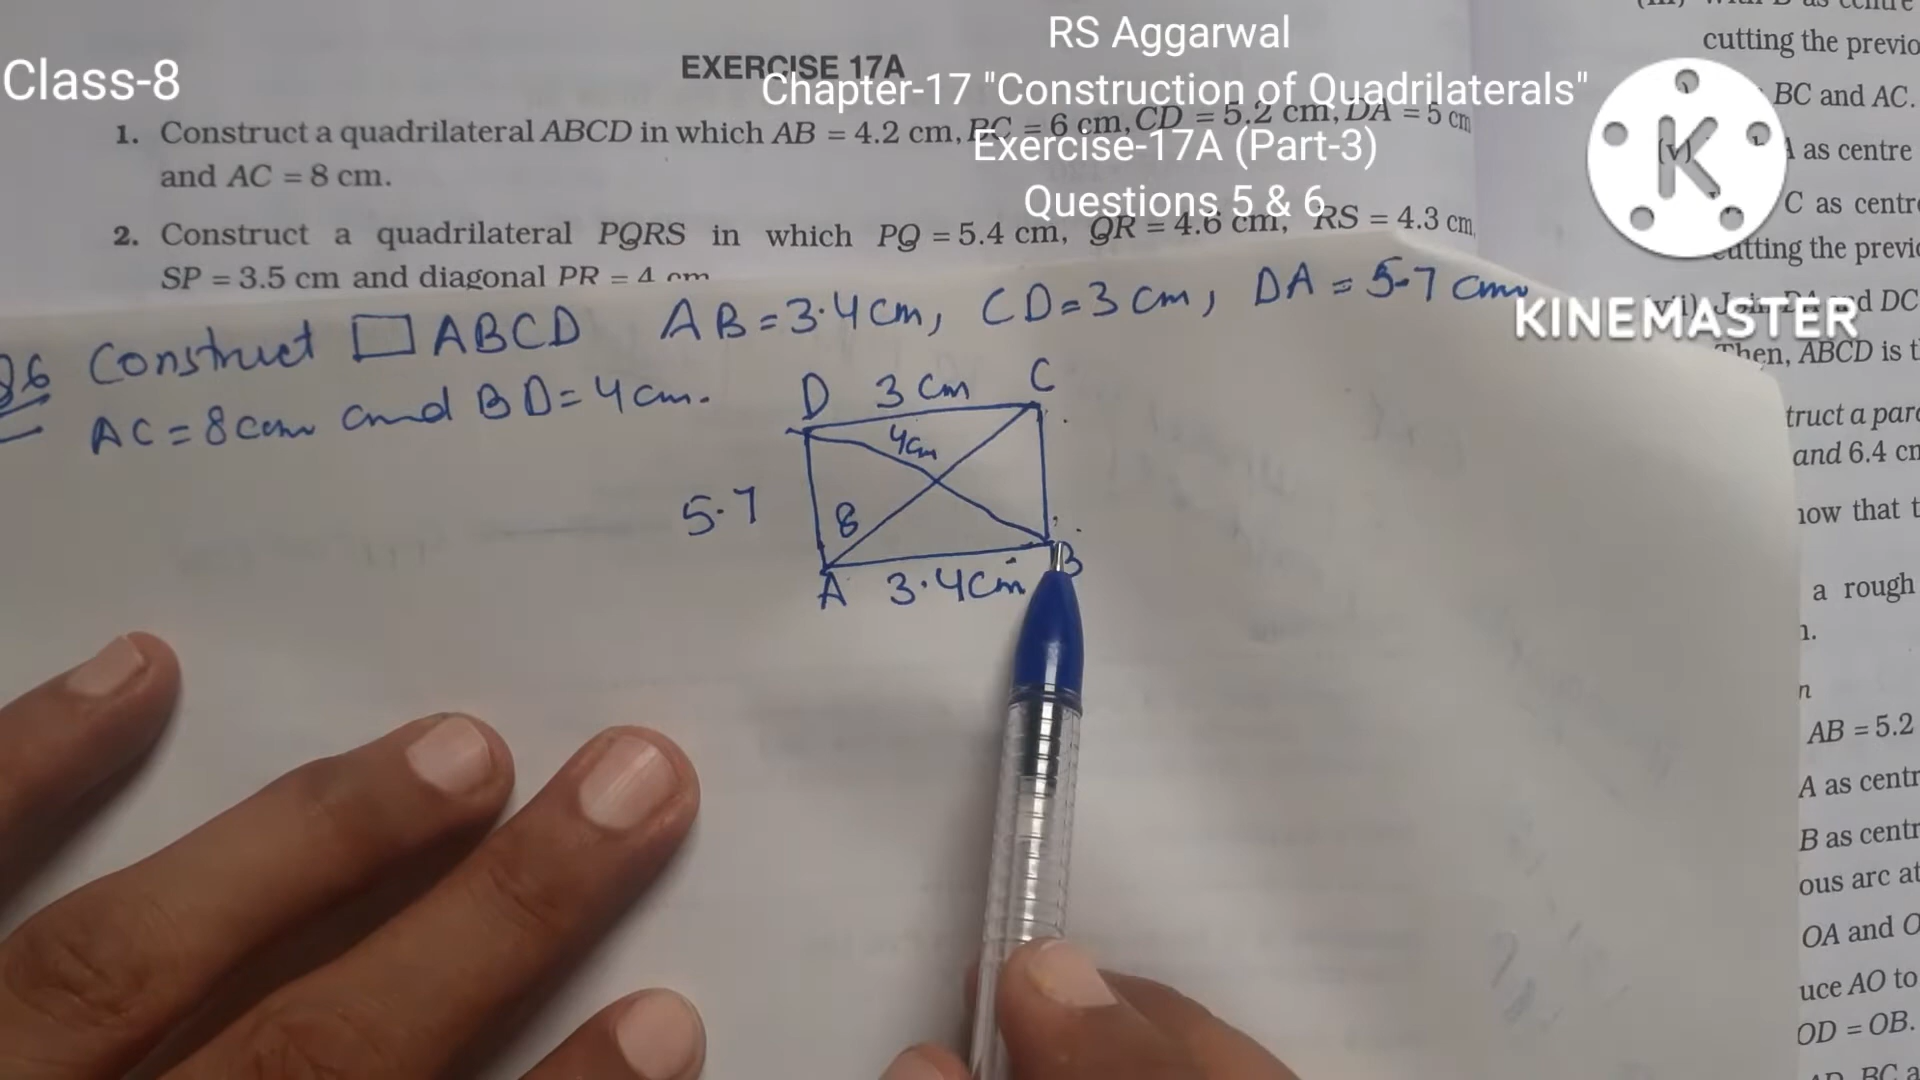 Class-8
RS Aggarwal
Chapter-17 "Construction of Quadrilaterals"
Exercise-17A (Part-3)
Questions 5 & 6
EXERCISE 17A
1. Construct a quadrilateral ABCD in which AB = 4.2 cm, BC = 6 cm, CD = 5.2 cm, DA = 5 cm
and AC = 8 cm.
2. Construct a quadrilateral PQRS in which PQ = 5.4 cm, QR = 4.6 cm, RS = 4.3 cm,
SP = 3.5 cm and diagonal PR = 4 cm
Q6 Construct □ ABCD AB = 3.4 cm, CD = 3 cm, DA = 5.7 cm
AC = 8 cm and BD = 4 cm.
D 3 cm C
4cm
5.7
8
A 3.4cm B
K
KINEMASTER
cutting the previo
BC and AC.
(v)
as centre
C as centre
cutting the previo
and DC
Then, ABCD is t
truct a para
and 6.4 cm
now that t
a rough
n
AB = 5.2
A as centr
B as centr
ous arc at
OA and O
uce AO to
OD = OB.
BC a